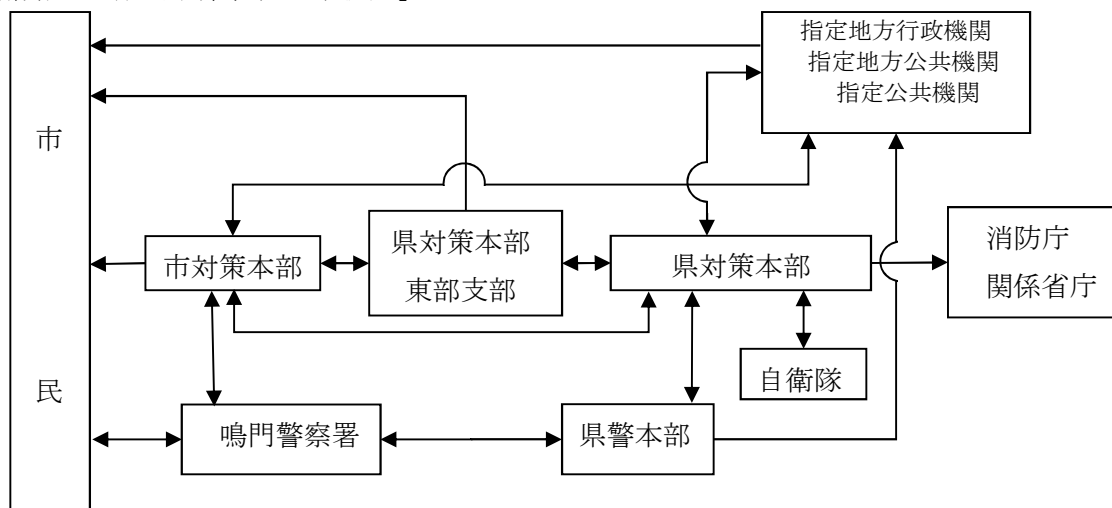 指定地方行政機関
指定地方公共機関
指定公共機関
市
民
県対策本部
東部支部
市対策本部
県対策本部
消防庁
関係省庁
自衛隊
鳴門警察署
県警本部